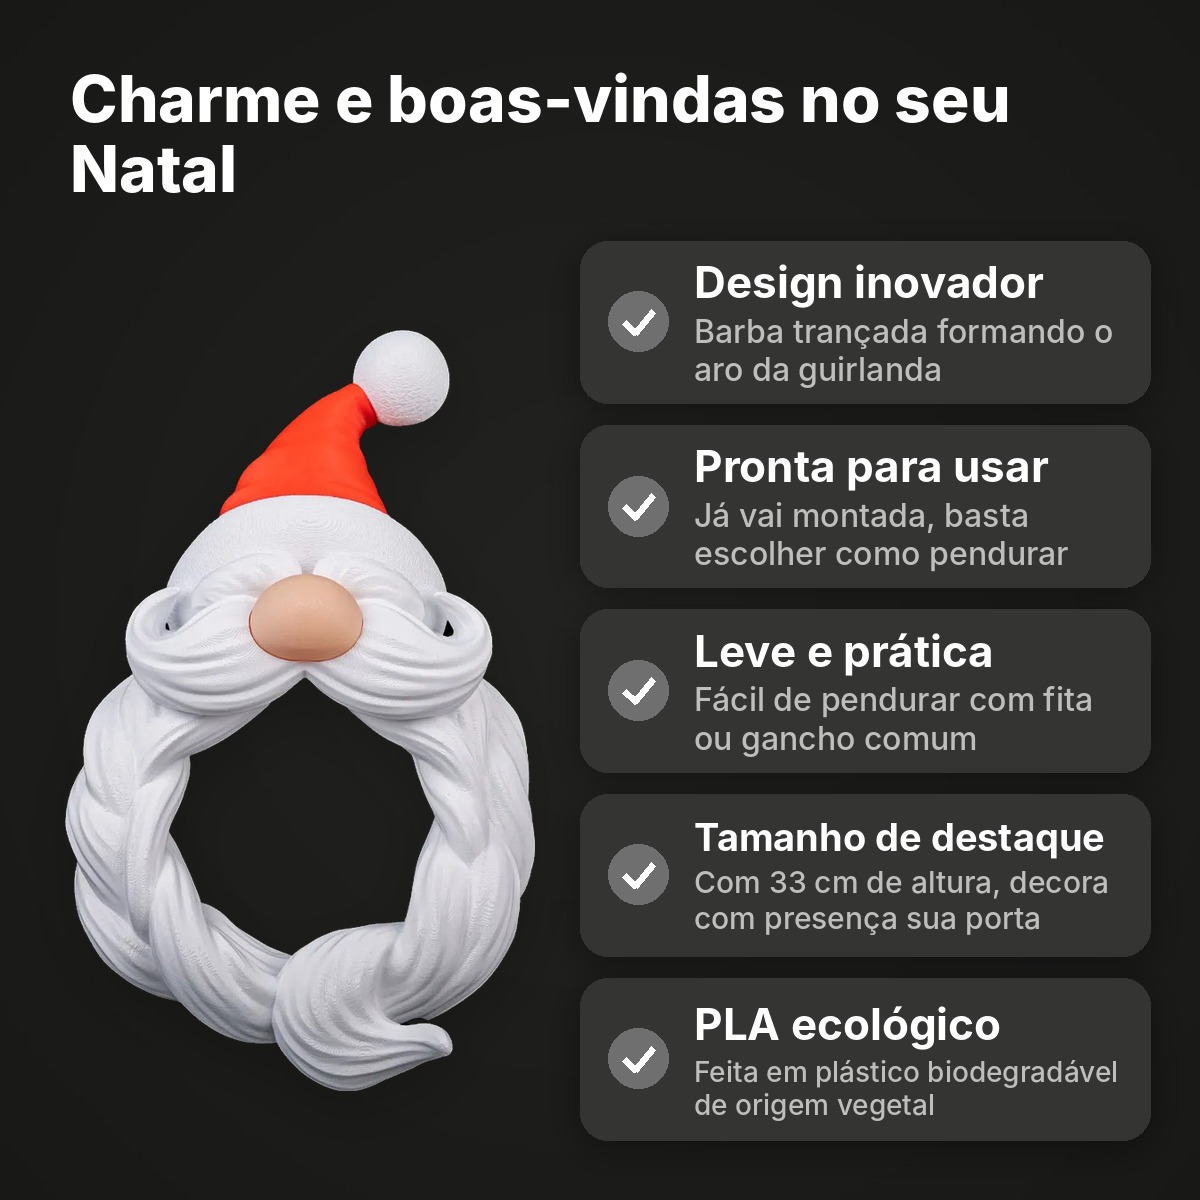 Charme e boas-vindas no seu
Natal
Design inovador
Barba trançada formando o
aro da guirlanda
Pronta para usar
Já vai montada, basta
escolher como pendurar
Leve e prática
Fácil de pendurar com fita
ou gancho comum
Tamanho de destaque
Com 33 cm de altura, decora
com presença sua porta
PLA ecológico
Feita em plástico biodegradável
de origem vegetal